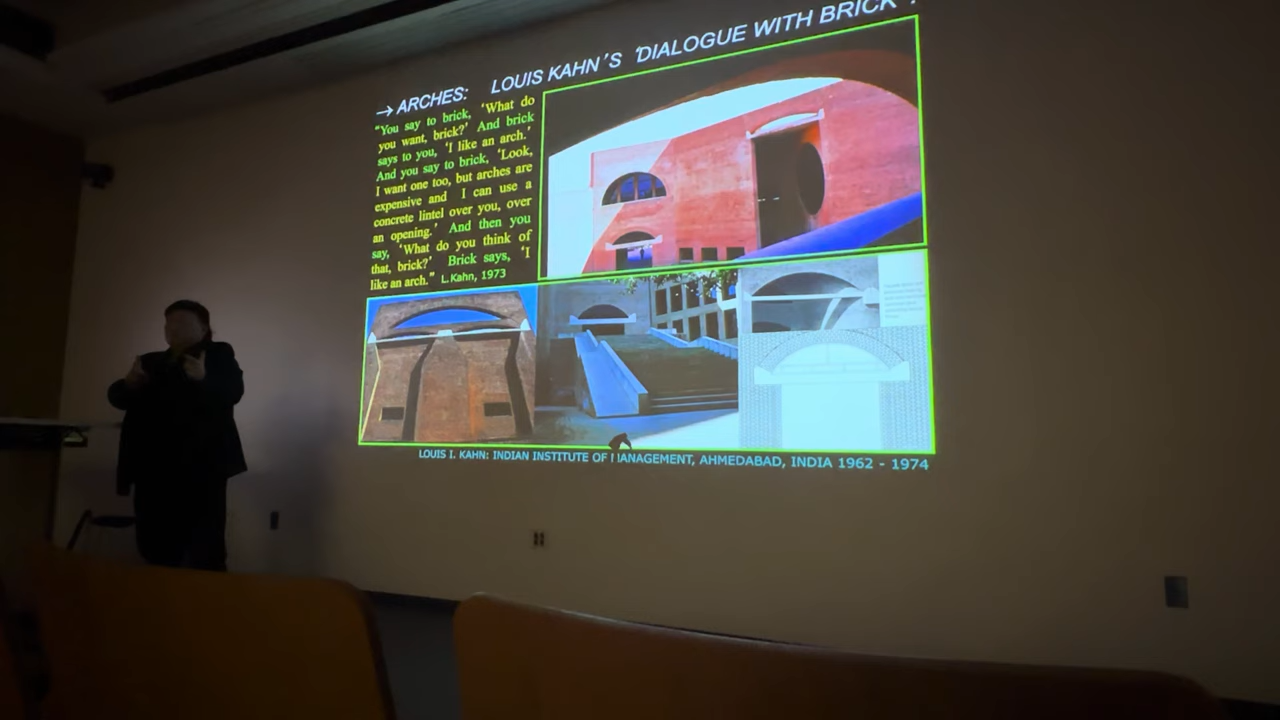 → ARCHES: LOUIS KAHN'S 'DIALOGUE WITH BRICK'!
"You say to brick, 'What do
you want, brick?' And brick
says to you, 'I like an arch.'
And you say to brick, 'Look,
I want one too, but arches are
expensive and I can use a
concrete lintel over you, over
an opening.' And then you
say, 'What do you think of
that, brick?' Brick says, 'I
like an arch." L. Kahn, 1973
LOUIS I. KAHN: INDIAN INSTITUTE OF MANAGEMENT, AHMEDABAD, INDIA 1962 - 1974